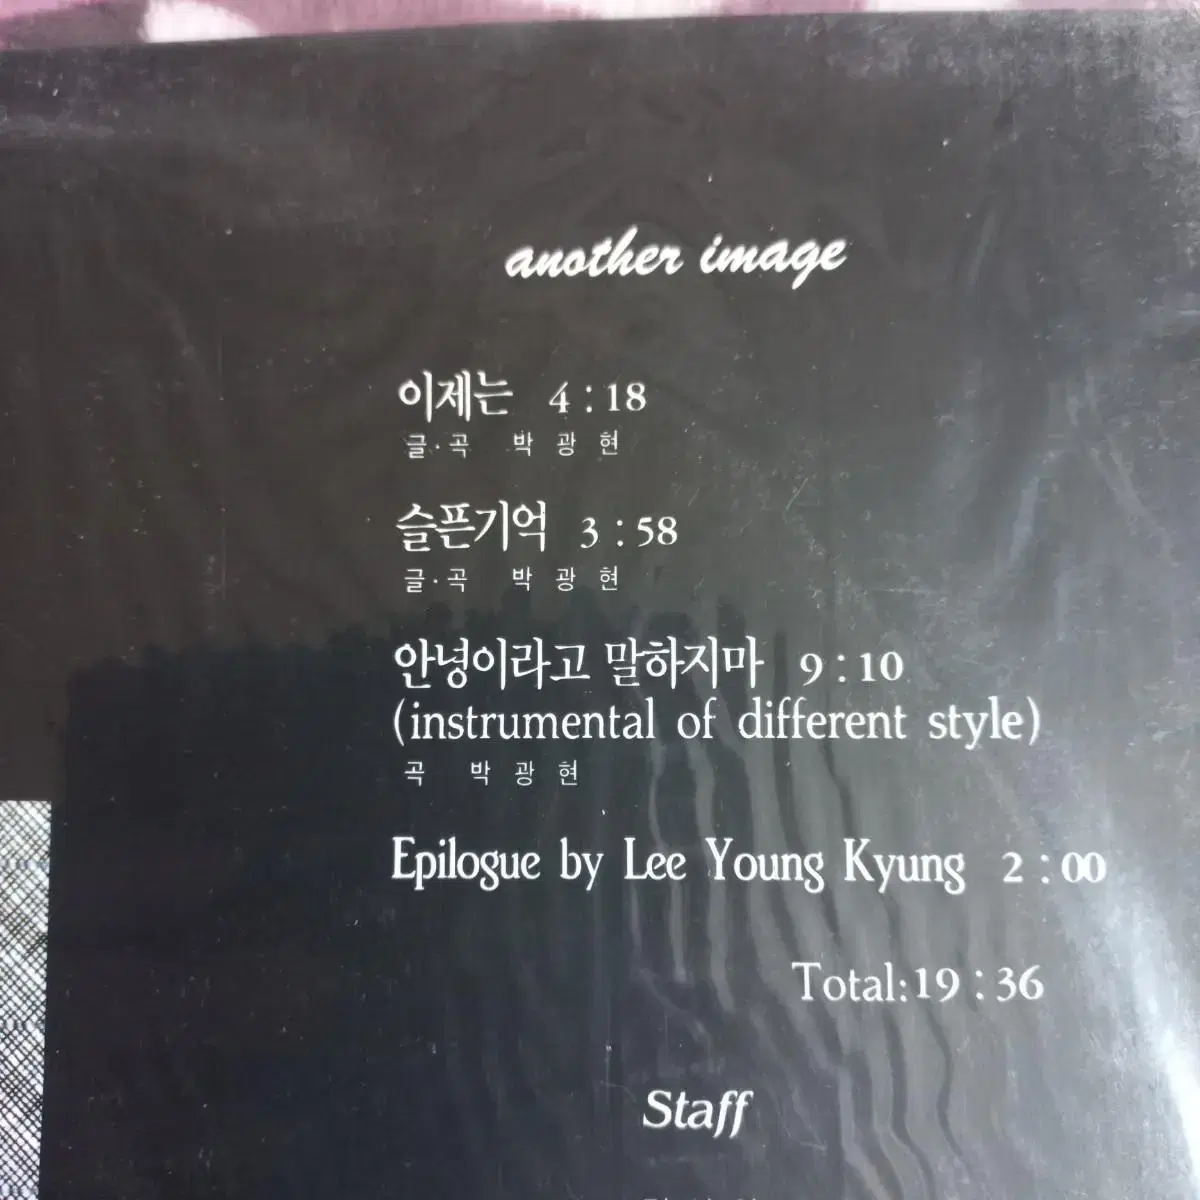 another image
이제는 4:18
글·곡 박광현
슬픈기억 3:58
글·곡 박광현
안녕이라고 말하지마 9:10
(instrumental of different style)
곡 박광현
Epilogue by Lee Young Kyung 2:00
Total:19:36
Staff